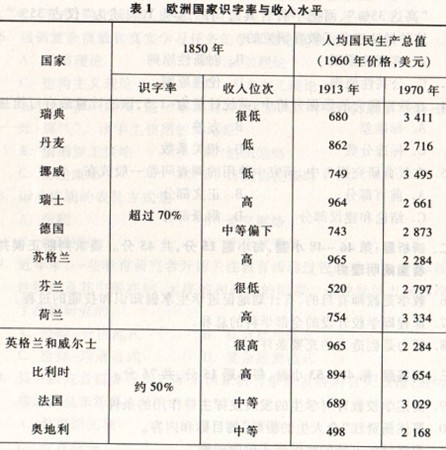 表 1 欧洲国家识字率与收入水平
国家 1850 年 人均国民生产总值
(1960 年价格,美元)
识字率 收入位次 1913 年 1970 年
瑞典 很低 680 3 411
丹麦 低 862 2 716
挪威 低 749 3 495
瑞士 高 964 2 661
超过 70%
德国 中等偏下 743 2 873
苏格兰 高 965 2 284
芬兰 很低 520 2 797
荷兰 高 754 3 334
英格兰和威尔士 很高 965 2 284
比利时 高 894 2 654
约 50%
法国 中等 689 3 029
奥地利 中等 498 2 168